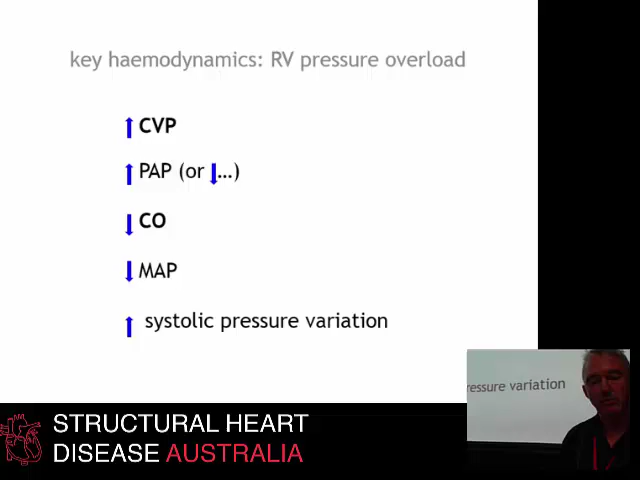 key haemodynamics: RV pressure overload
↑ CVP
↑ PAP (or ↓...)
↓ CO
↓ MAP
↑ systolic pressure variation
ressure variation
STRUCTURAL HEART
DISEASE AUSTRALIA